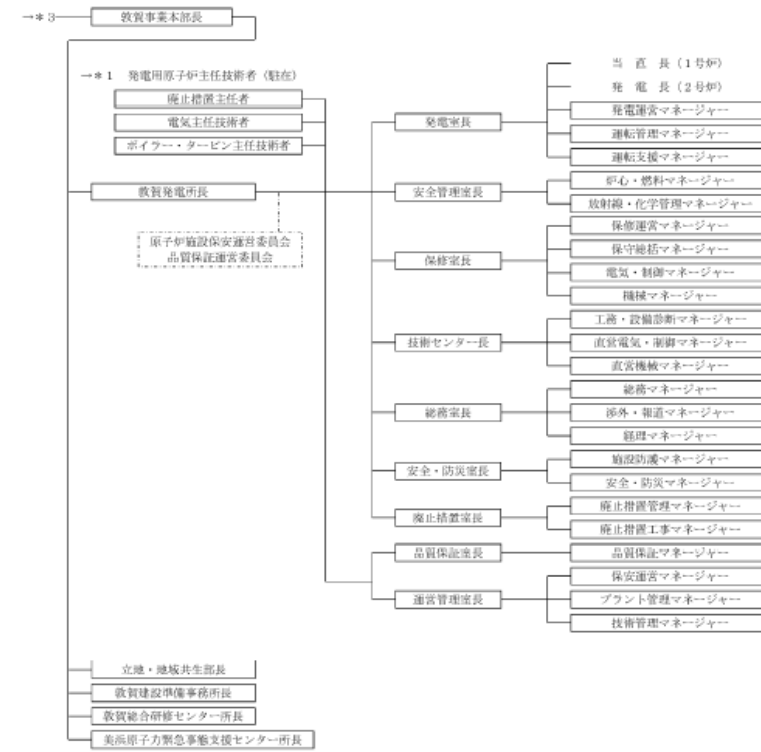 →＊3 敦賀事業本部長
→＊1　発電用原子炉主任技術者（駐在）
廃止措置主任者
電気主任技術者
ボイラー・タービン主任技術者
敦賀発電所長
原子炉施設保安運営委員会
品質保証運営委員会
発電室長
当　直　長（１号炉）
発　電　長（２号炉）
発電運営マネージャー
運転管理マネージャー
運転支援マネージャー
安全管理室長
炉心・燃料マネージャー
放射線・化学管理マネージャー
保修室長
保修運営マネージャー
保守総括マネージャー
電気・制御マネージャー
機械マネージャー
技術センター長
工務・設備診断マネージャー
直営電気・制御マネージャー
直営機械マネージャー
総務室長
総務マネージャー
渉外・報道マネージャー
経理マネージャー
安全・防災室長
施設防護マネージャー
安全・防災マネージャー
廃止措置室長
廃止措置管理マネージャー
廃止措置工事マネージャー
品質保証室長
品質保証マネージャー
運営管理室長
保安運営マネージャー
プラント管理マネージャー
技術管理マネージャー
立地・地域共生部長
敦賀建設準備事務所長
敦賀総合研修センター所長
美浜原子力緊急事態支援センター所長